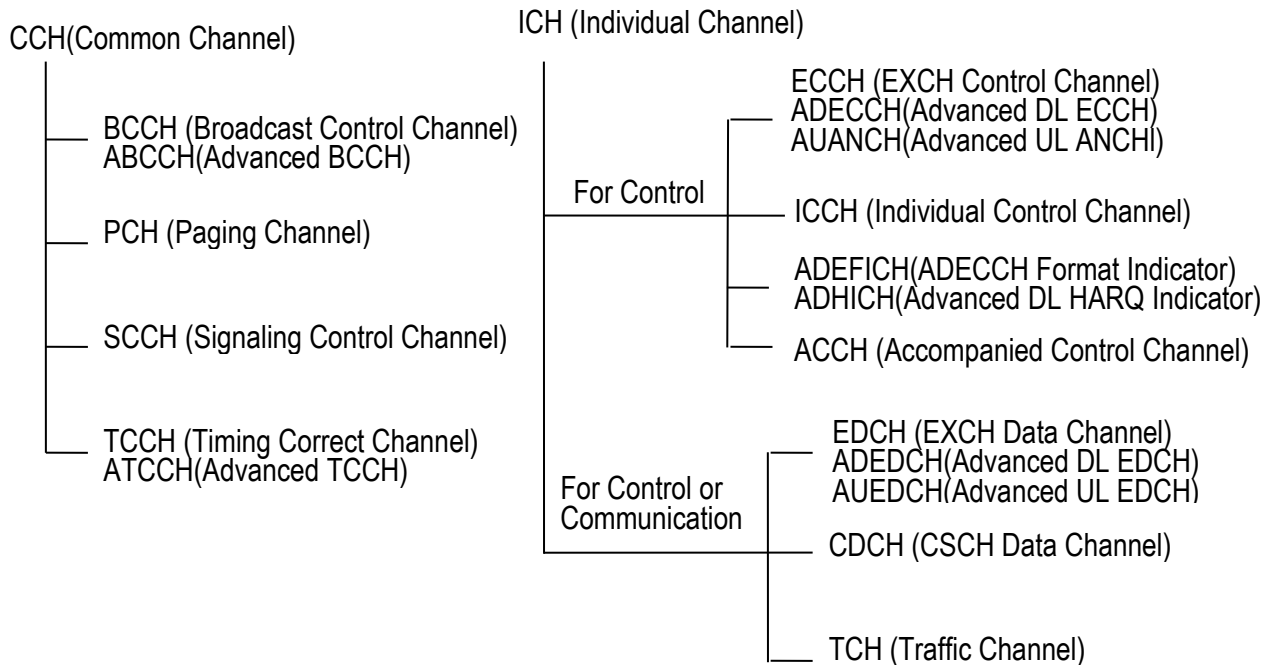 CCH(Common Channel)
BCCH (Broadcast Control Channel)
ABCCH(Advanced BCCH)
PCH (Paging Channel)
SCCH (Signaling Control Channel)
TCCH (Timing Correct Channel)
ATCCH(Advanced TCCH)
ICH (Individual Channel)
For Control
ECCH (EXCH Control Channel)
ADECCH(Advanced DL ECCH)
AUANCH(Advanced UL ANCH)
ICCH (Individual Control Channel)
ADEFICH(ADECCH Format Indicator)
ADHICH(Advanced DL HARQ Indicator)
ACCH (Accompanied Control Channel)
For Control or
Communication
EDCH (EXCH Data Channel)
ADEDCH(Advanced DL EDCH)
AUEDCH(Advanced UL EDCH)
CDCH (CSCH Data Channel)
TCH (Traffic Channel)